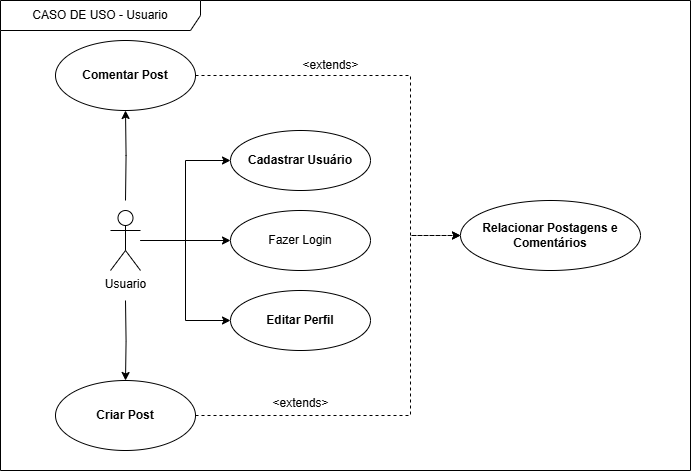 CASO DE USO - Usuario
Comentar Post
<extends>
Cadastrar Usuário
Fazer Login
Relacionar Postagens e
Comentários
Usuario
Editar Perfil
Criar Post
<extends>